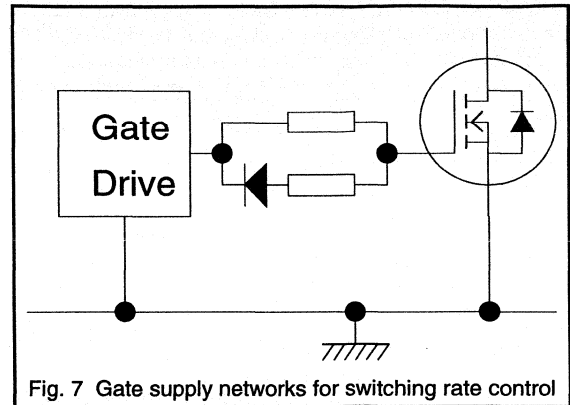 Gate
Drive
Fig. 7 Gate supply networks for switching rate control